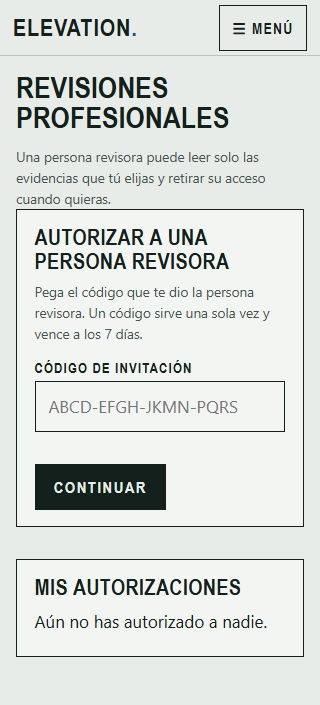 ELEVATION.
☰ MENÚ
REVISIONES
PROFESIONALES
Una persona revisora puede leer solo las
evidencias que tú elijas y retirar su acceso
cuando quieras.
AUTORIZAR A UNA
PERSONA REVISORA
Pega el código que te dio la persona
revisora. Un código sirve una sola vez y
vence a los 7 días.
CÓDIGO DE INVITACIÓN
ABCD-EFGH-JKMN-PQRS
CONTINUAR
MIS AUTORIZACIONES
Aún no has autorizado a nadie.